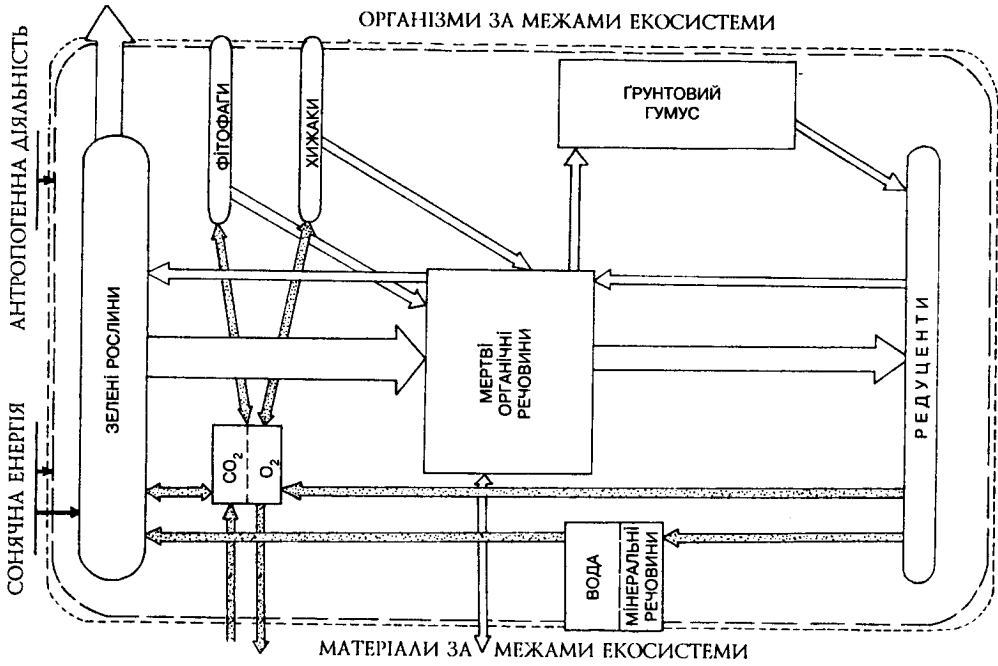 ОРГАНІЗМИ ЗА МЕЖАМИ ЕКОСИСТЕМИ
АНТРОПОГЕННА ДІЯЛЬНІСТЬ
СОНЯЧНА ЕНЕРГІЯ
ЗЕЛЕНІ РОСЛИНИ
ФІТОФАГИ
ХИЖАКИ
ҐРУНТОВИЙ
ГУМУС
МЕРТВІ
ОРГАНІЧНІ
РЕЧОВИНИ
РЕДУЦЕНТИ
CO₂
O₂
ВОДА
МІНЕРАЛЬНІ
РЕЧОВИНИ
МАТЕРІАЛИ ЗА МЕЖАМИ ЕКОСИСТЕМИ